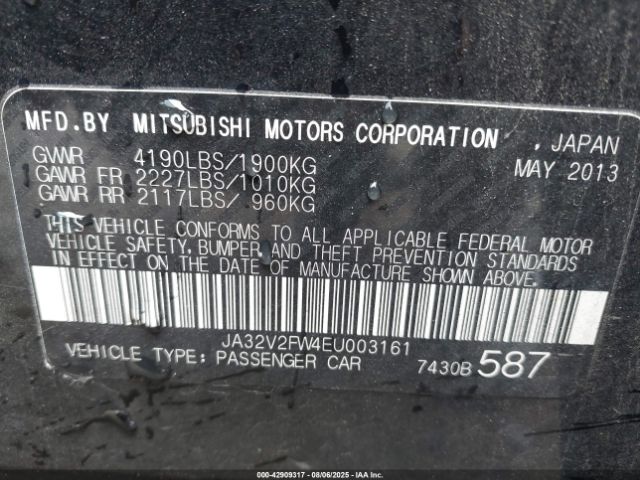 MFD.BY MITSUBISHI MOTORS CORPORATION , JAPAN
GVWR 4190LBS/1900KG MAY 2013
GAWR FR 2227LBS/1010KG
GAWR RR 2117LBS/ 960KG
THIS VEHICLE CONFORMS TO ALL APPLICABLE FEDERAL MOTOR
VEHICLE SAFETY, BUMPER AND THEFT PREVENTION STANDARDS
IN EFFECT ON THE DATE OF MANUFACTURE SHOWN ABOVE.
JA32V2FW4EU003161
VEHICLE TYPE: PASSENGER CAR 7430B 587
000-42909317 - 08/06/2025 - IAAI.COM